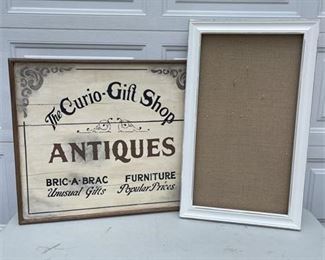 The Curio-Gift Shop
ANTIQUES
BRIC-A-BRAC FURNITURE
Unusual Gifts Popular Prices